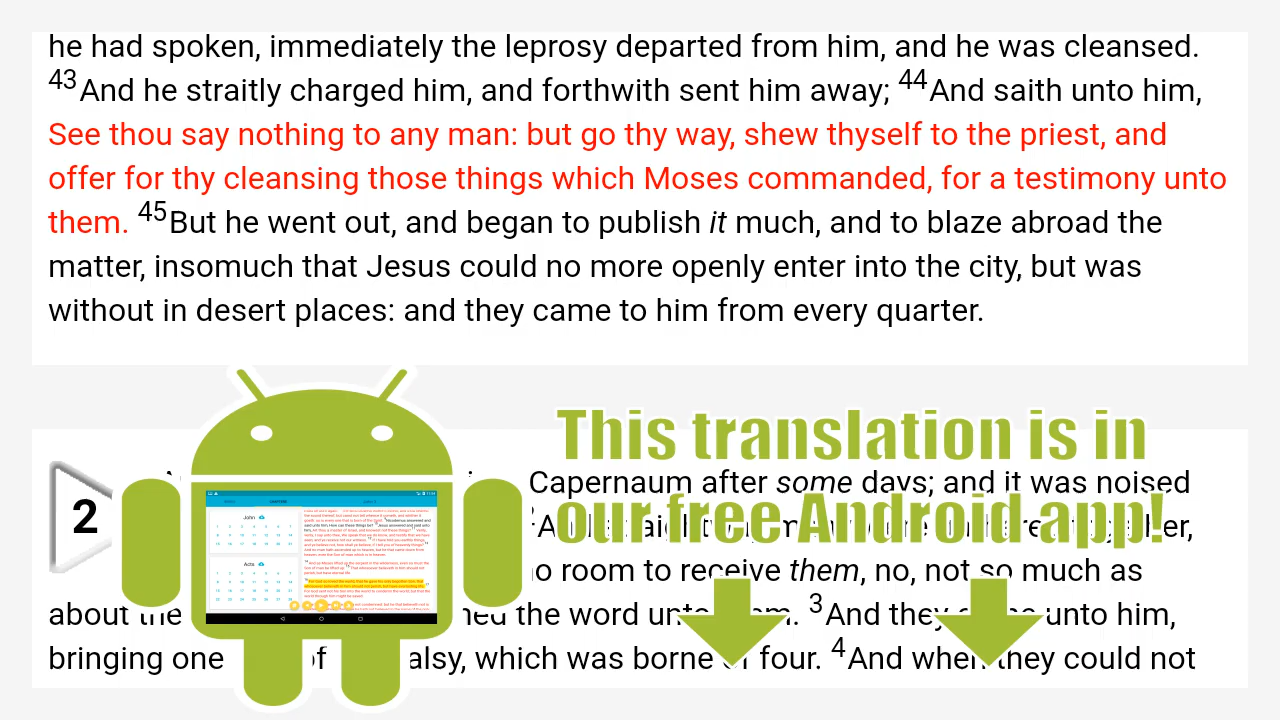 he had spoken, immediately the leprosy departed from him, and he was cleansed.
43And he straitly charged him, and forthwith sent him away; 44And saith unto him,
See thou say nothing to any man: but go thy way, shew thyself to the priest, and
offer for thy cleansing those things which Moses commanded, for a testimony unto
them. 45But he went out, and began to publish it much, and to blaze abroad the
matter, insomuch that Jesus could no more openly enter into the city, but was
without in desert places: and they came to him from every quarter.
This translation is in
our free Android app!
2
Capernaum after some days; and it was noised
room to receive them, no, not so much as
about the the word unto 3And they unto him,
bringing one of which was borne of four. 4And when they could not
John
Acts